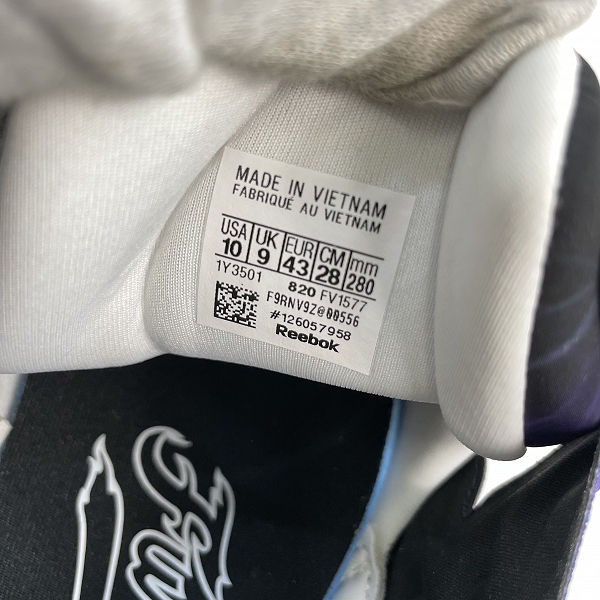 MADE IN VIETNAM
FABRIQUÉ AU VIETNAM
USA UK EUR CM mm
10 9 43 28 280
1Y3501
820 FV1577
F9RNV9Z@00556
#126057958
Reebok